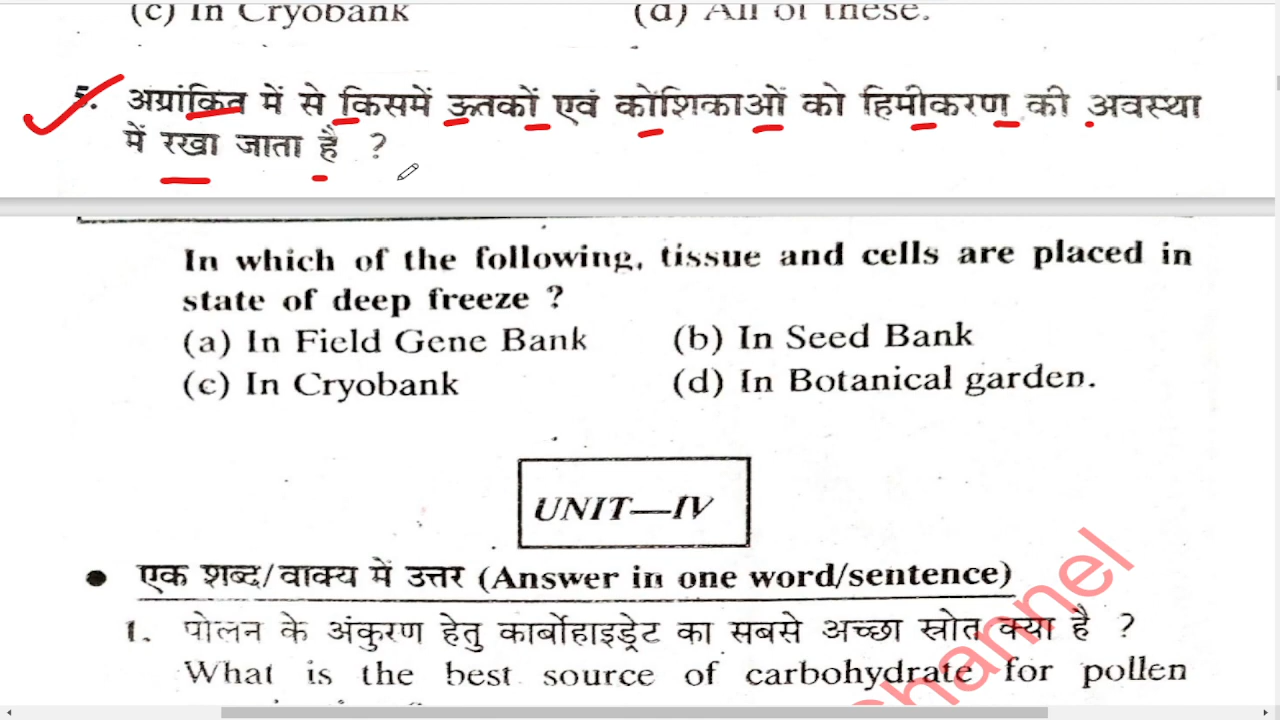 (c) In Cryobank (d) All of these.
5. अग्रांकित में से किसमें ऊतकों एवं कोशिकाओं को हिमीकरण की अवस्था
में रखा जाता है ?
In which of the following, tissue and cells are placed in
state of deep freeze ?
(a) In Field Gene Bank (b) In Seed Bank
(c) In Cryobank (d) In Botanical garden.
UNIT—IV
● एक शब्द/वाक्य में उत्तर (Answer in one word/sentence)
1. पोलन के अंकुरण हेतु कार्बोहाइड्रेट का सबसे अच्छा स्रोत क्या है ?
What is the best source of carbohydrate for pollen
channel